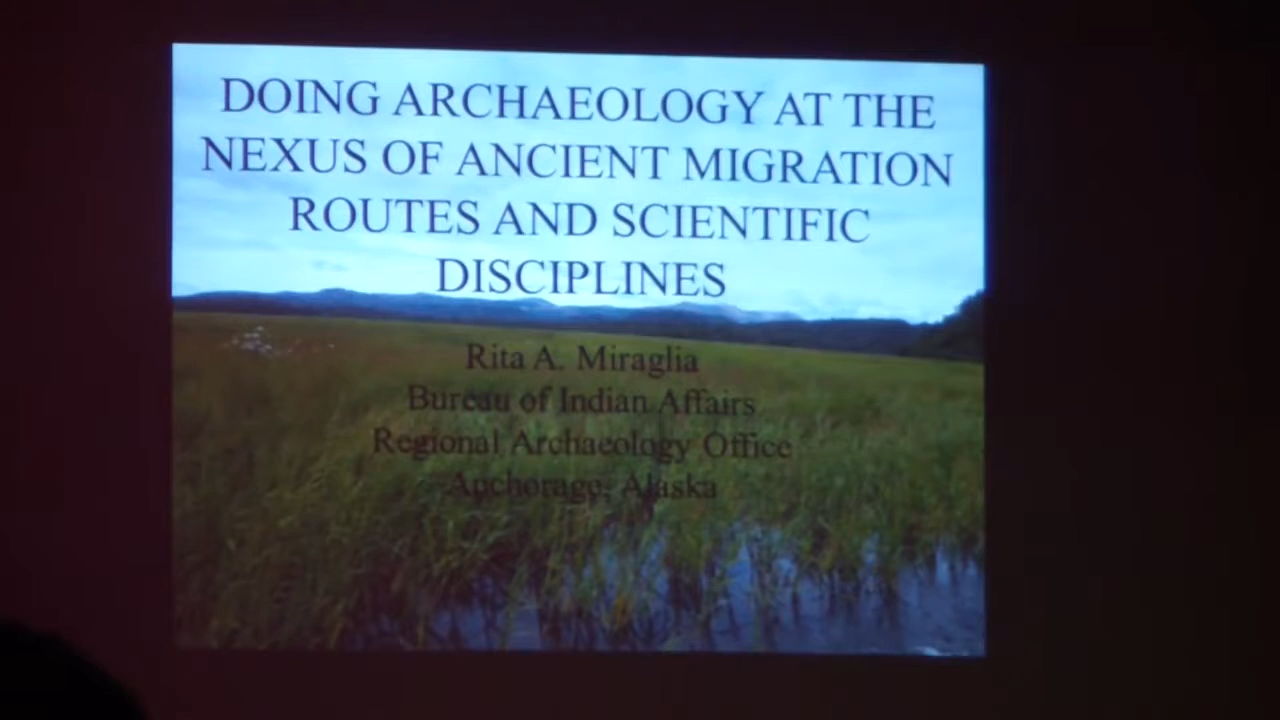 DOING ARCHAEOLOGY AT THE
NEXUS OF ANCIENT MIGRATION
ROUTES AND SCIENTIFIC
DISCIPLINES
Rita A. Miraglia
Bureau of Indian Affairs
Regional Archaeology Office
Anchorage, Alaska